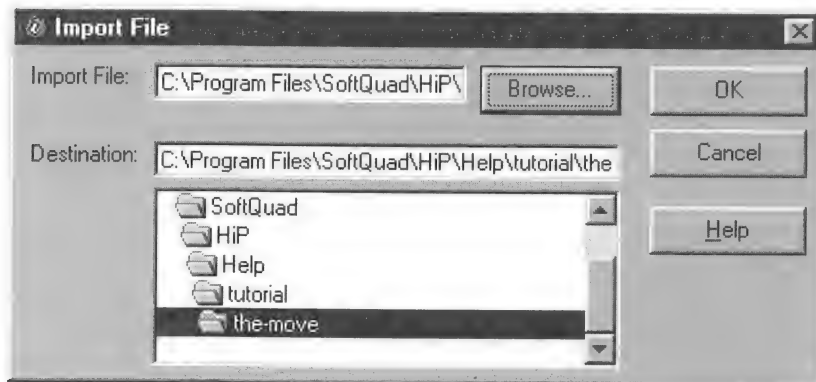 Import File
Import File: C:\Program Files\SoftQuad\HiP\ Browse... OK
Destination: C:\Program Files\SoftQuad\HiP\Help\tutorial\the Cancel
SoftQuad
HiP
Help
Help
tutorial
the-move